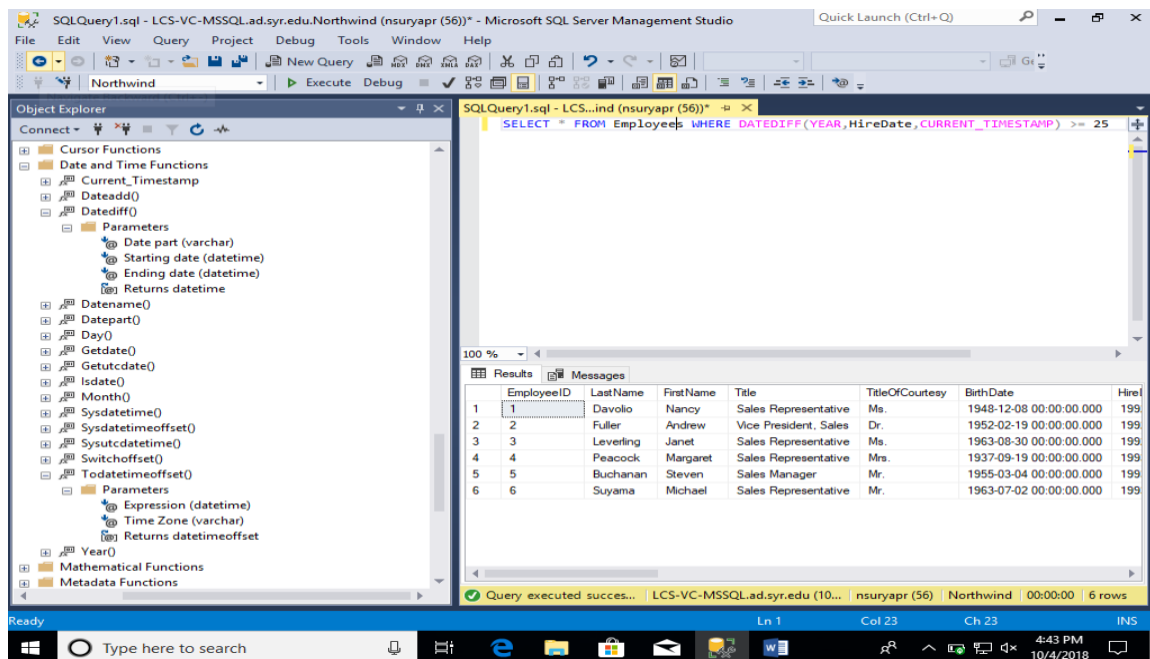 SQLQuery1.sql - LCS-VC-MSSQL.ad.syr.edu.Northwind (nsuryapr (56))* - Microsoft SQL Server Management Studio
Quick Launch (Ctrl+Q)
File Edit View Query Project Debug Tools Window Help
New Query
Northwind Execute Debug
Object Explorer
Connect
Cursor Functions
Date and Time Functions
Current_Timestamp
Dateadd()
Datediff()
Parameters
Date part (varchar)
Starting date (datetime)
Ending date (datetime)
Returns datetime
Datename()
Datepart()
Day()
Getdate()
Getutcdate()
Isdate()
Month()
Sysdatetime()
Sysdatetimeoffset()
Sysutcdatetime()
Switchoffset()
Todatetimeoffset()
Parameters
Expression (datetime)
Time Zone (varchar)
Returns datetimeoffset
Year()
Mathematical Functions
Metadata Functions
SQLQuery1.sql - LCS...ind (nsuryapr (56))*
SELECT * FROM Employees WHERE DATEDIFF(YEAR,HireDate,CURRENT_TIMESTAMP) >= 25
100 %
Results Messages
EmployeeID LastName FirstName Title TitleOfCourtesy BirthDate
1 1 Davolio Nancy Sales Representative Ms. 1948-12-08 00:00:00.000 199
2 2 Fuller Andrew Vice President, Sales Dr. 1952-02-19 00:00:00.000 199
3 3 Leverling Janet Sales Representative Ms. 1963-08-30 00:00:00.000 199
4 4 Peacock Margaret Sales Representative Mrs. 1937-09-19 00:00:00.000 199
5 5 Buchanan Steven Sales Manager Mr. 1955-03-04 00:00:00.000 199
6 6 Suyama Michael Sales Representative Mr. 1963-07-02 00:00:00.000 199
Query executed succes... LCS-VC-MSSQL.ad.syr.edu (10... nsuryapr (56) Northwind 00:00:00 6 rows
Ready Ln 1 Col 23 Ch 23 INS
Type here to search
4:43 PM
10/4/2018